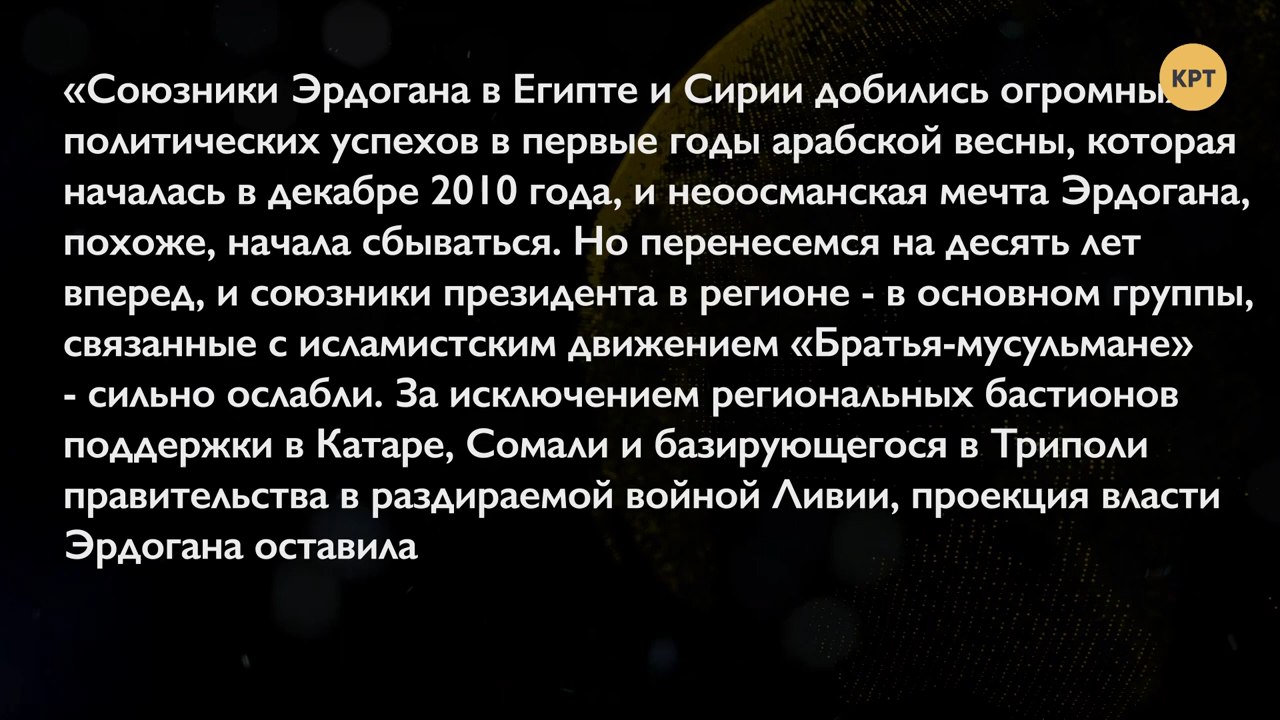 «Союзники Эрдогана в Египте и Сирии добились огромных
КРТ
политических успехов в первые годы арабской весны, которая
началась в декабре 2010 года, и неоосманская мечта Эрдогана,
похоже, начала сбываться. Но перенесемся на десять лет
вперед, и союзники президента в регионе - в основном группы,
связанные с исламистским движением «Братья-мусульмане»
- сильно ослабли. За исключением региональных бастионов
поддержки в Катаре, Сомали и базирующегося в Триполи
правительства в раздираемой войной Ливии, проекция власти
Эрдогана оставила